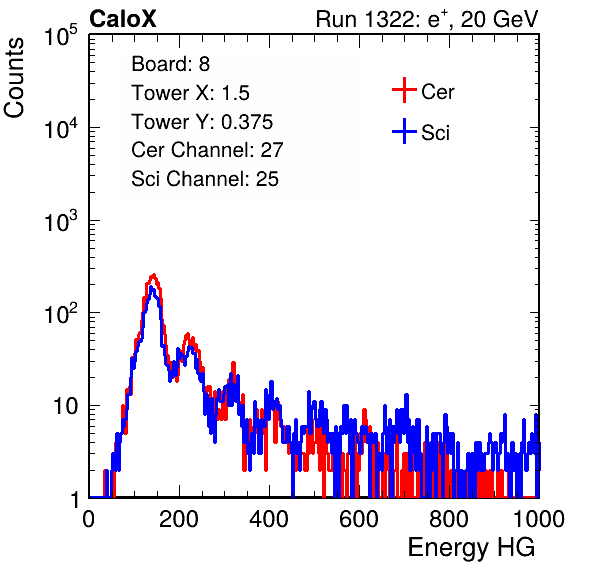 CaloX Run 1322: e⁺, 20 GeV
Counts
Board: 8
Tower X: 1.5
Tower Y: 0.375
Cer Channel: 27
Sci Channel: 25
Cer
Sci
10⁵
10⁴
10³
10²
10
1
0 200 400 600 800 1000
Energy HG